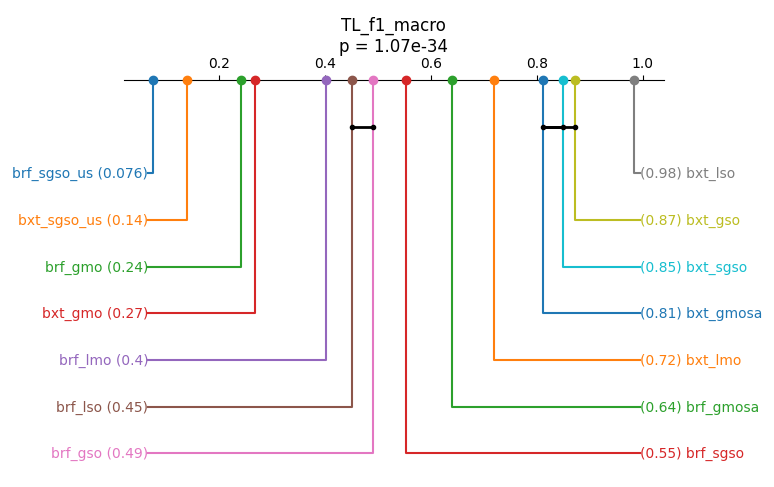 TL_f1_macro
p = 1.07e-34
0.2 0.4 0.6 0.8 1.0
brf_sgso_us (0.076) (0.98) bxt_lso
bxt_sgso_us (0.14) (0.87) bxt_gso
brf_gmo (0.24) (0.85) bxt_sgso
bxt_gmo (0.27) (0.81) bxt_gmosa
brf_lmo (0.4) (0.72) bxt_lmo
brf_lso (0.45) (0.64) brf_gmosa
brf_gso (0.49) (0.55) brf_sgso